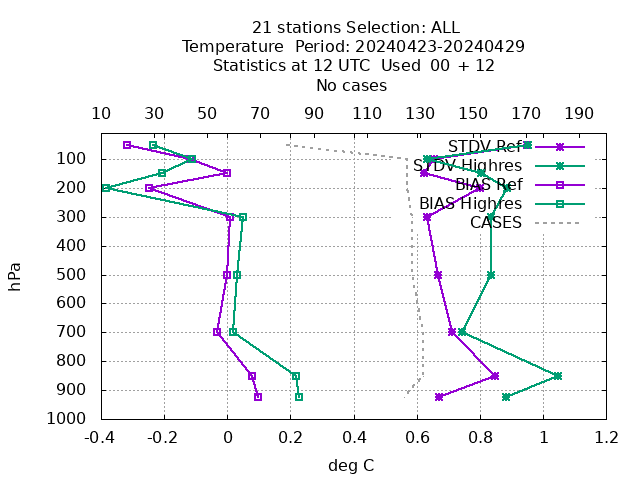 21 stations Selection: ALL
Temperature  Period: 20240423-20240429
Statistics at 12 UTC  Used  00 + 12
No cases
10 30 50 70 90 110 130 150 170 190
STDV Ref
STDV Highres
BIAS Ref
BIAS Highres
CASES
hPa
100
200
300
400
500
600
700
800
900
1000
-0.4 -0.2 0 0.2 0.4 0.6 0.8 1 1.2
deg C